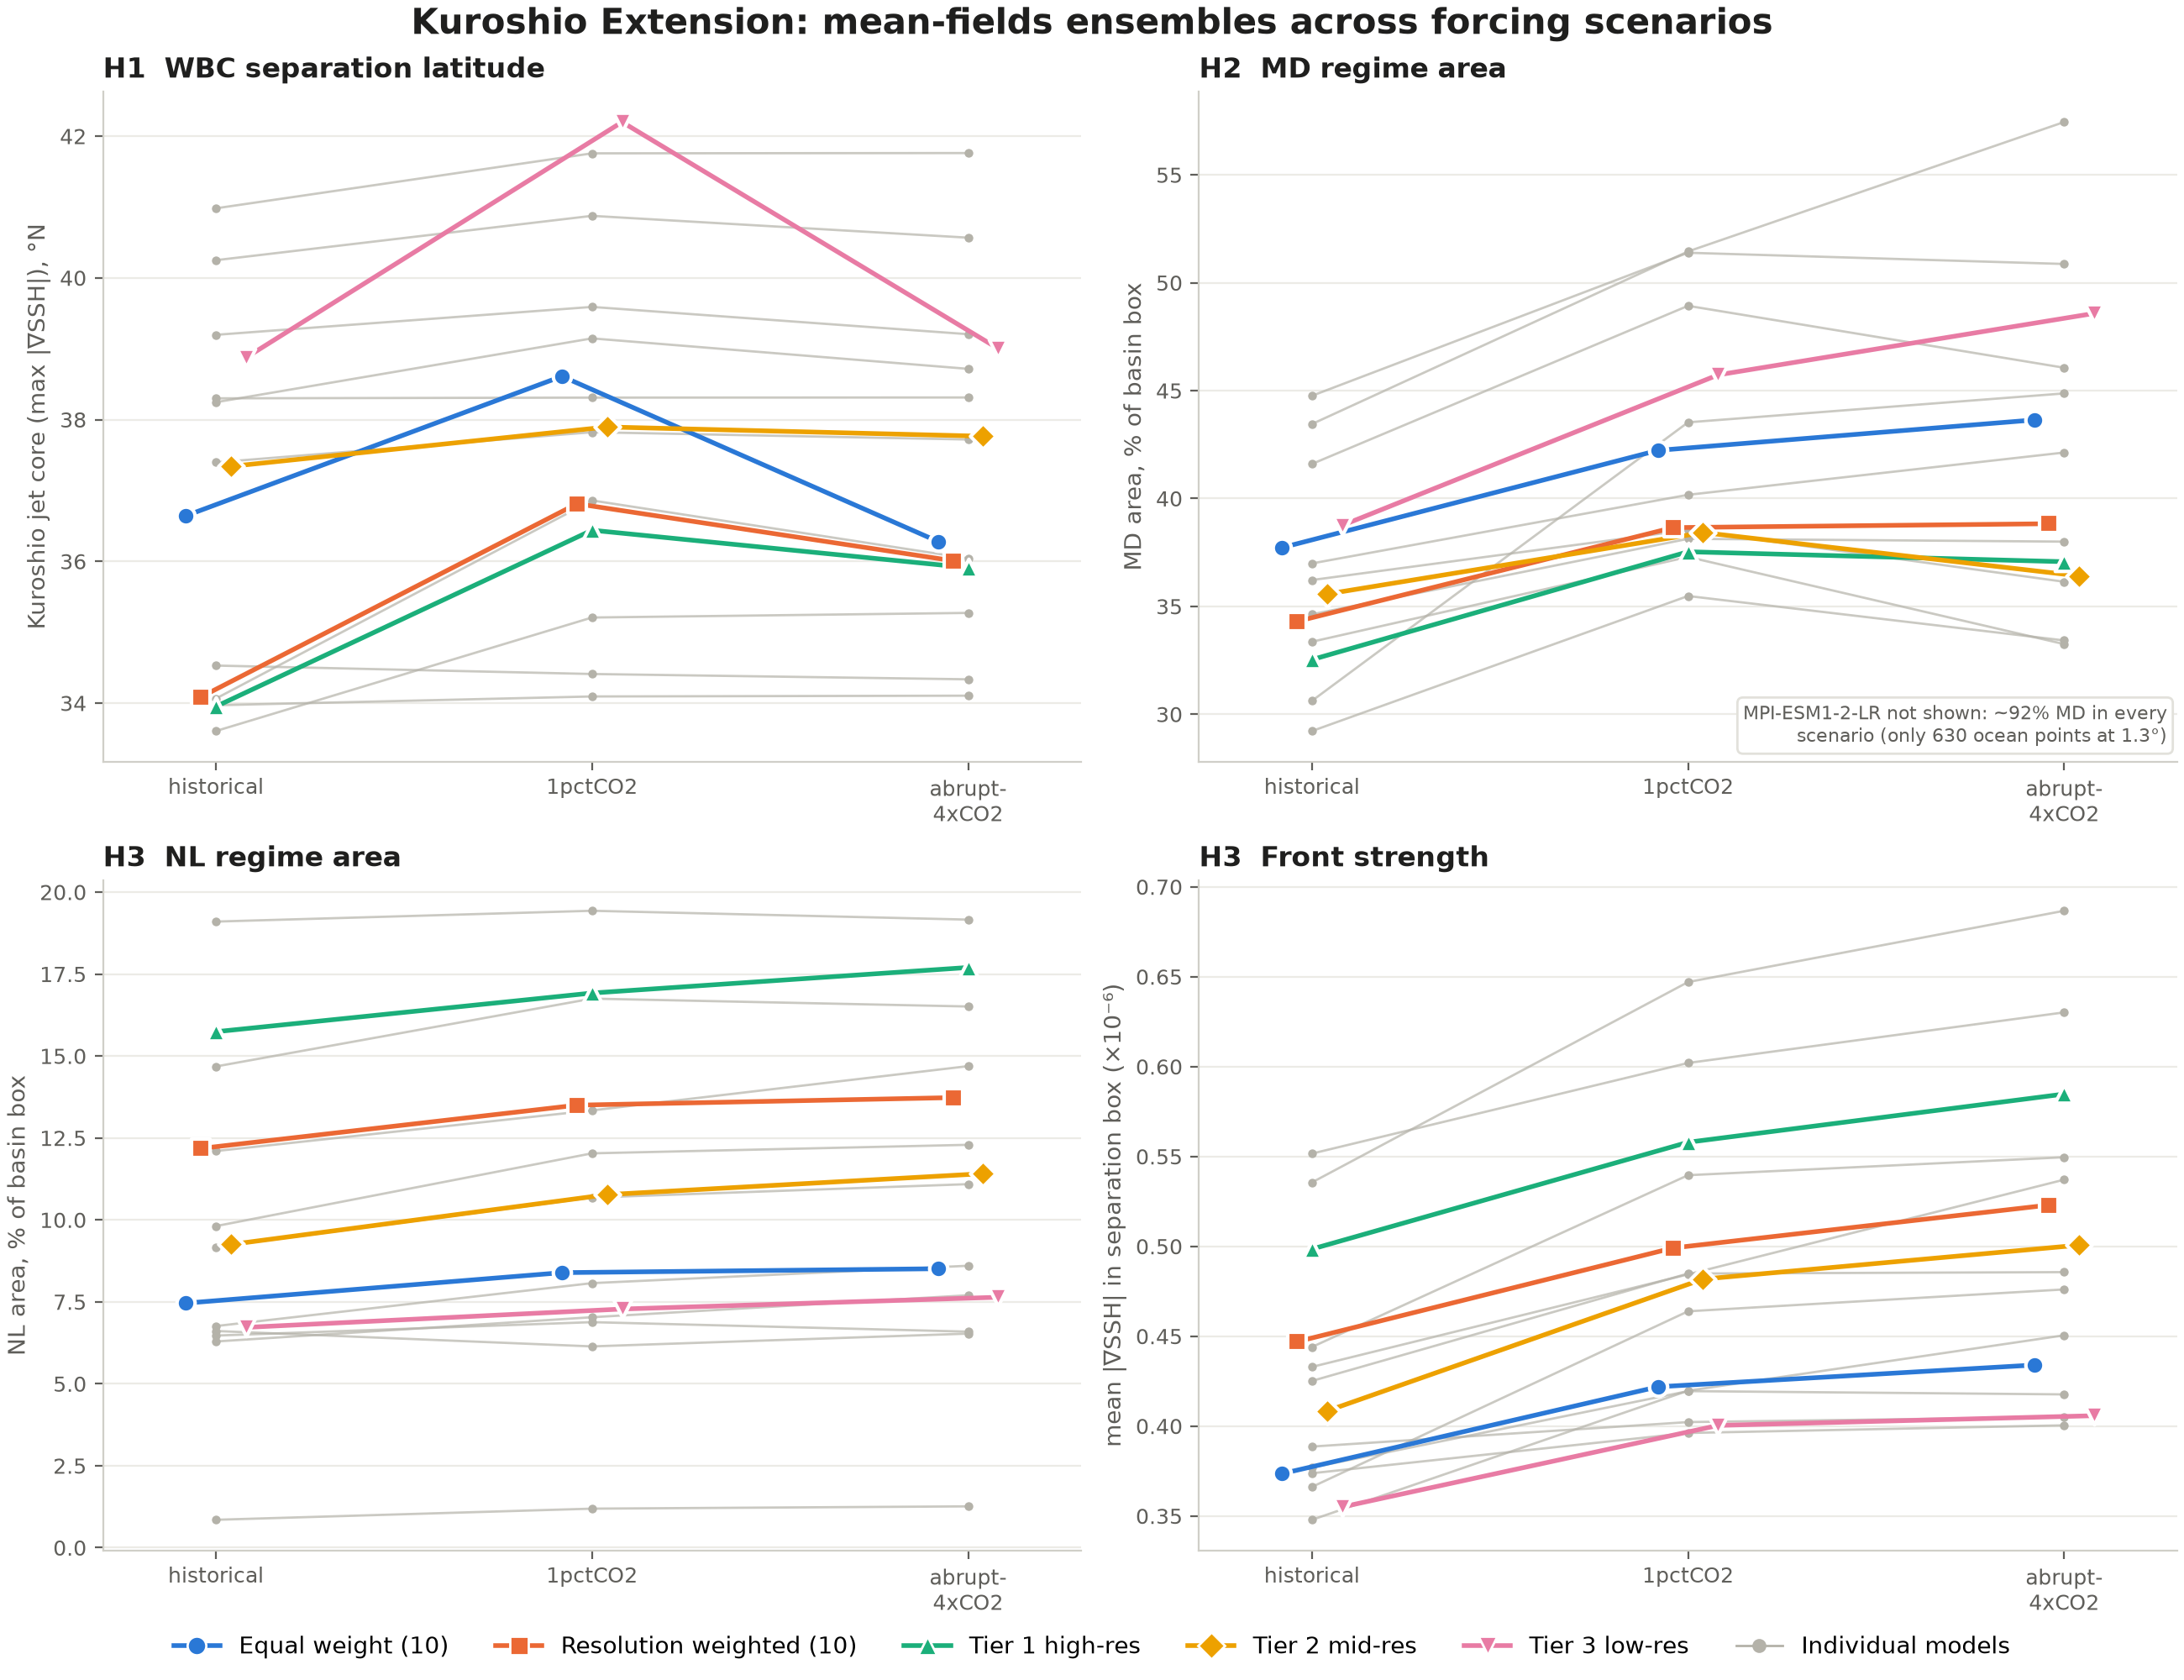 Kuroshio Extension: mean-fields ensembles across forcing scenarios
H1 WBC separation latitude
Kuroshio jet core (max |∇SSH|), °N
42
40
38
36
34
historical
1pctCO2
abrupt-
4xCO2
H2 MD regime area
MD area, % of basin box
55
50
45
40
35
30
MPI-ESM1-2-LR not shown: ~92% MD in every
scenario (only 630 ocean points at 1.3°)
historical
1pctCO2
abrupt-
4xCO2
H3 NL regime area
NL area, % of basin box
20.0
17.5
15.0
12.5
10.0
7.5
5.0
2.5
0.0
historical
1pctCO2
abrupt-
4xCO2
H3 Front strength
mean |∇SSH| in separation box (×10⁻⁶)
0.70
0.65
0.60
0.55
0.50
0.45
0.40
0.35
historical
1pctCO2
abrupt-
4xCO2
Equal weight (10)
Resolution weighted (10)
Tier 1 high-res
Tier 2 mid-res
Tier 3 low-res
Individual models